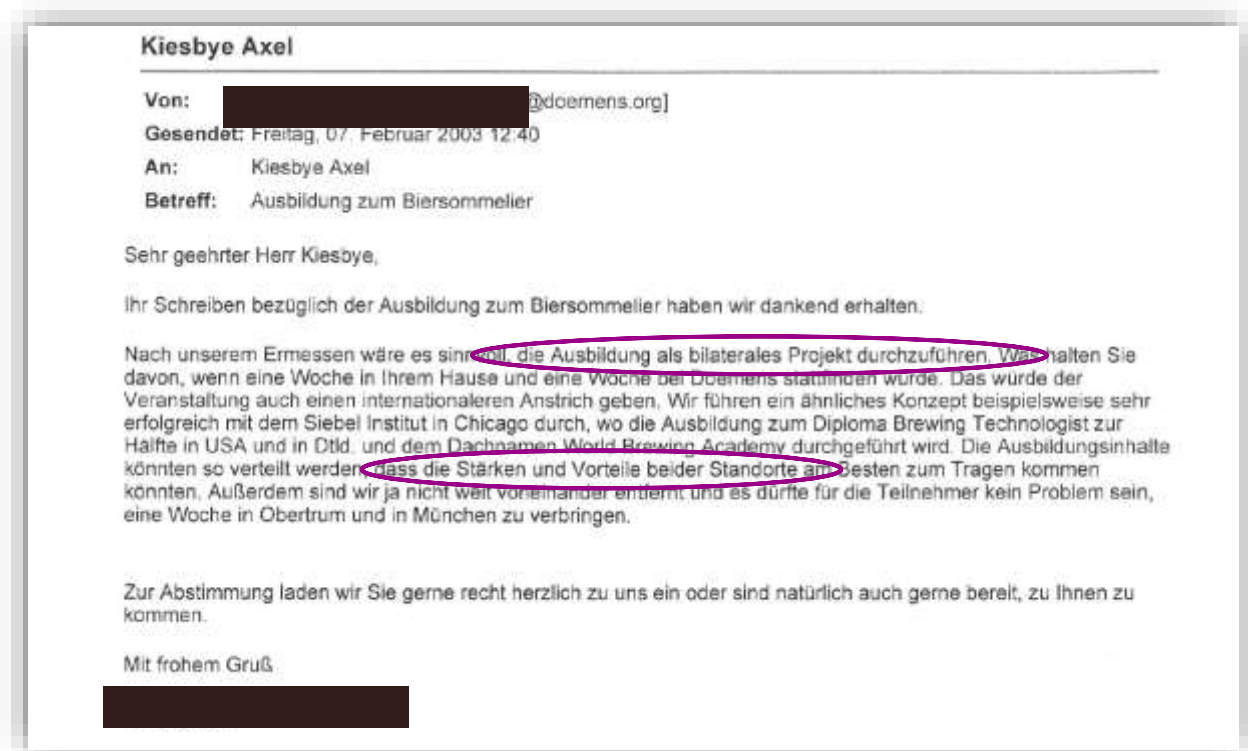 Kiesbye Axel
Von: @doemens.org]
Gesendet: Freitag, 07. Februar 2003 12:40
An: Kiesbye Axel
Betreff: Ausbildung zum Biersommelier
Sehr geehrter Herr Kiesbye,
Ihr Schreiben bezüglich der Ausbildung zum Biersommelier haben wir dankend erhalten.
Nach unserem Ermessen wäre es sinnvoll, die Ausbildung als bilaterales Projekt durchzuführen. Was halten Sie
davon, wenn eine Woche in Ihrem Hause und eine Woche bei Doemens stattfinden würde. Das würde der
Veranstaltung auch einen internationaleren Anstrich geben. Wir führen ein ähnliches Konzept beispielsweise sehr
erfolgreich mit dem Siebel Institut in Chicago durch, wo die Ausbildung zum Diploma Brewing Technologist zur
Hälfte in USA und in Dtld. und dem Dachnamen World Brewing Academy durchgeführt wird. Die Ausbildungsinhalte
könnten so verteilt werden, dass die Stärken und Vorteile beider Standorte am Besten zum Tragen kommen
könnten. Außerdem sind wir ja nicht weit voneinander entfernt und es dürfte für die Teilnehmer kein Problem sein,
eine Woche in Obertrum und in München zu verbringen.
Zur Abstimmung laden wir Sie gerne recht herzlich zu uns ein oder sind natürlich auch gerne bereit, zu Ihnen zu
kommen.
Mit frohem Gruß